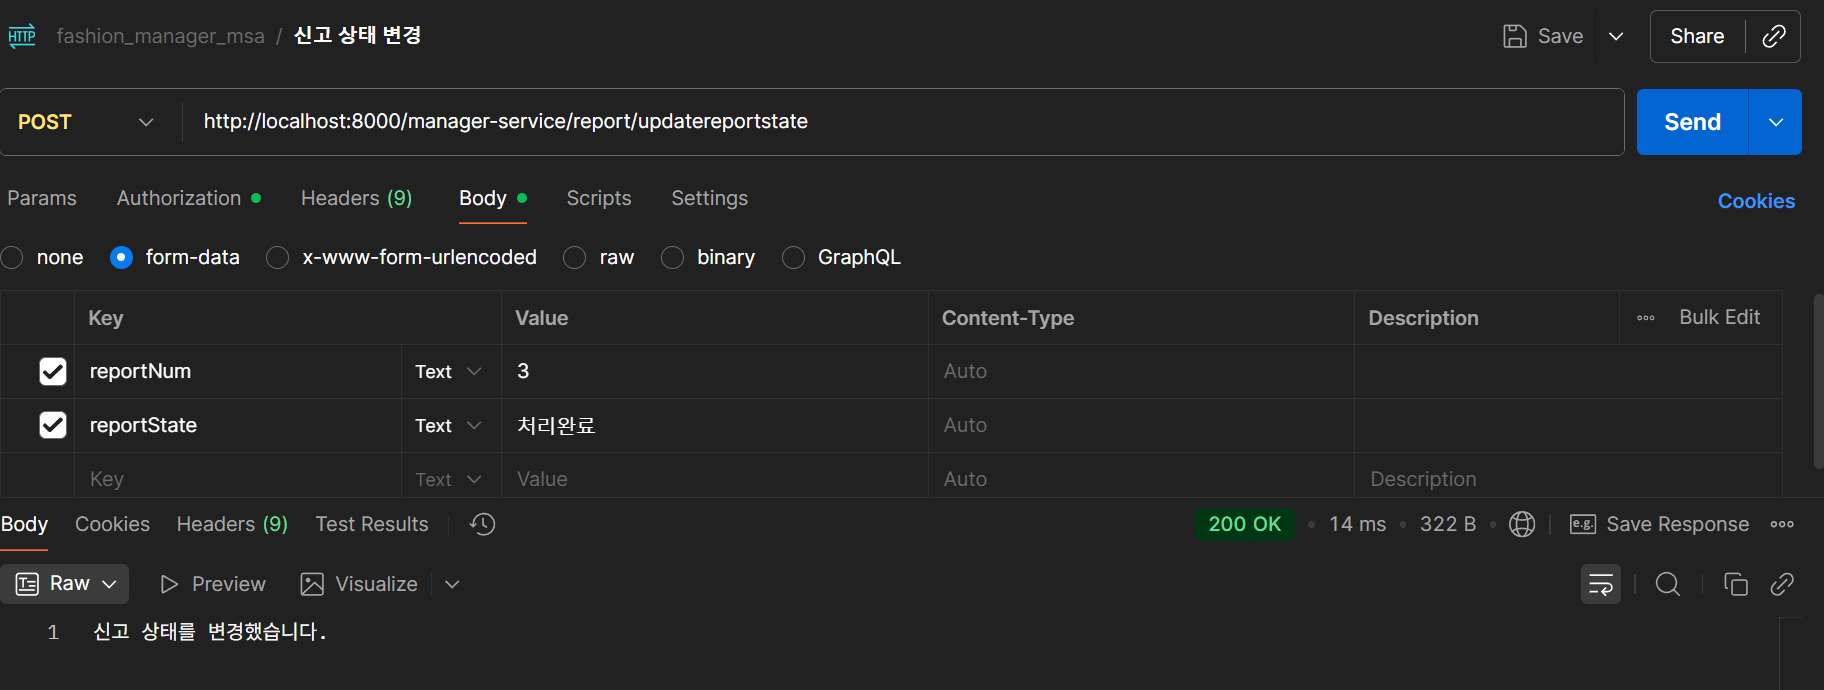 HTTP fashion_manager_msa / 신고 상태 변경 Save Share
POST http://localhost:8000/manager-service/report/updatereportstate Send
Params Authorization Headers (9) Body Scripts Settings Cookies
none form-data x-www-form-urlencoded raw binary GraphQL
Key Value Content-Type Description Bulk Edit
reportNum Text 3 Auto
reportState Text 처리완료 Auto
Key Text Value Auto Description
Body Cookies Headers (9) Test Results 200 OK 14 ms 322 B e.g. Save Response
Raw Preview Visualize
1 신고 상태를 변경했습니다.